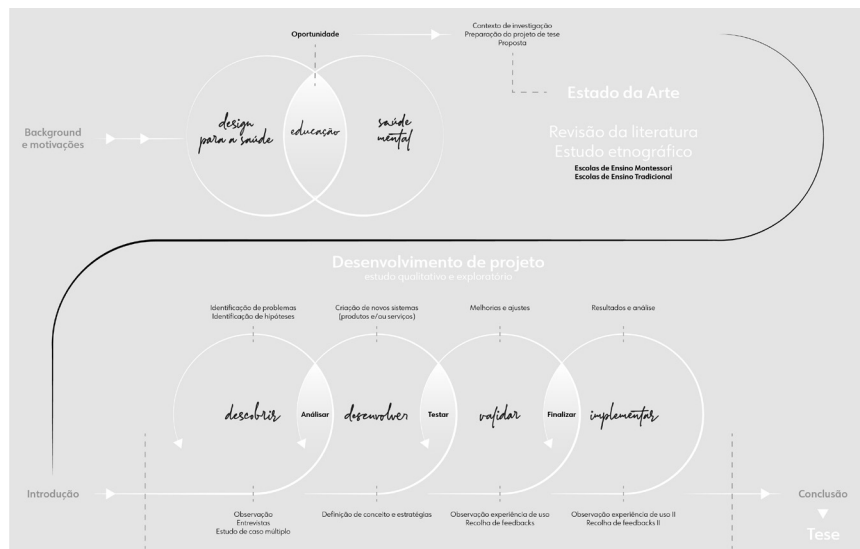 Oportunidade
Contexto de investigação
Preparação do projeto de tese
Proposta
Background
e motivações
design
para a saúde
educação
saúde
mental
Estado da Arte
Revisão da literatura
Estudo etnográfico
Escolas de Ensino Montessori
Escolas de Ensino Tradicional
Desenvolvimento de projeto
estudo qualitativo e exploratório
Identificação de problemas
Identificação de hipóteses
Criação de novos sistemas
(produtos e/ou serviços)
Melhorias e ajustes
Resultados e análise
descobrir
Análisar
desenvolver
Testar
validar
Finalizar
implementar
Introdução
Observação
Entrevistas
Estudo de caso múltiplo
Definição de conceito e estratégias
Observação experiência de uso
Recolha de feedbacks
Observação experiência de uso II
Recolha de feedbacks II
Conclusão
Tese